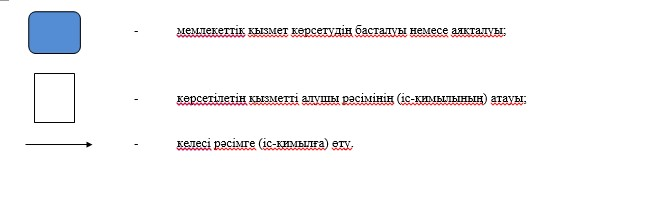 - мемлекеттік қызмет көрсетудің басталуы немесе аяқталуы;
- көрсетілетін қызметті алушы рәсімінің (іс-қимылының) атауы;
- келесі рәсімге (іс-қимылға) өту.